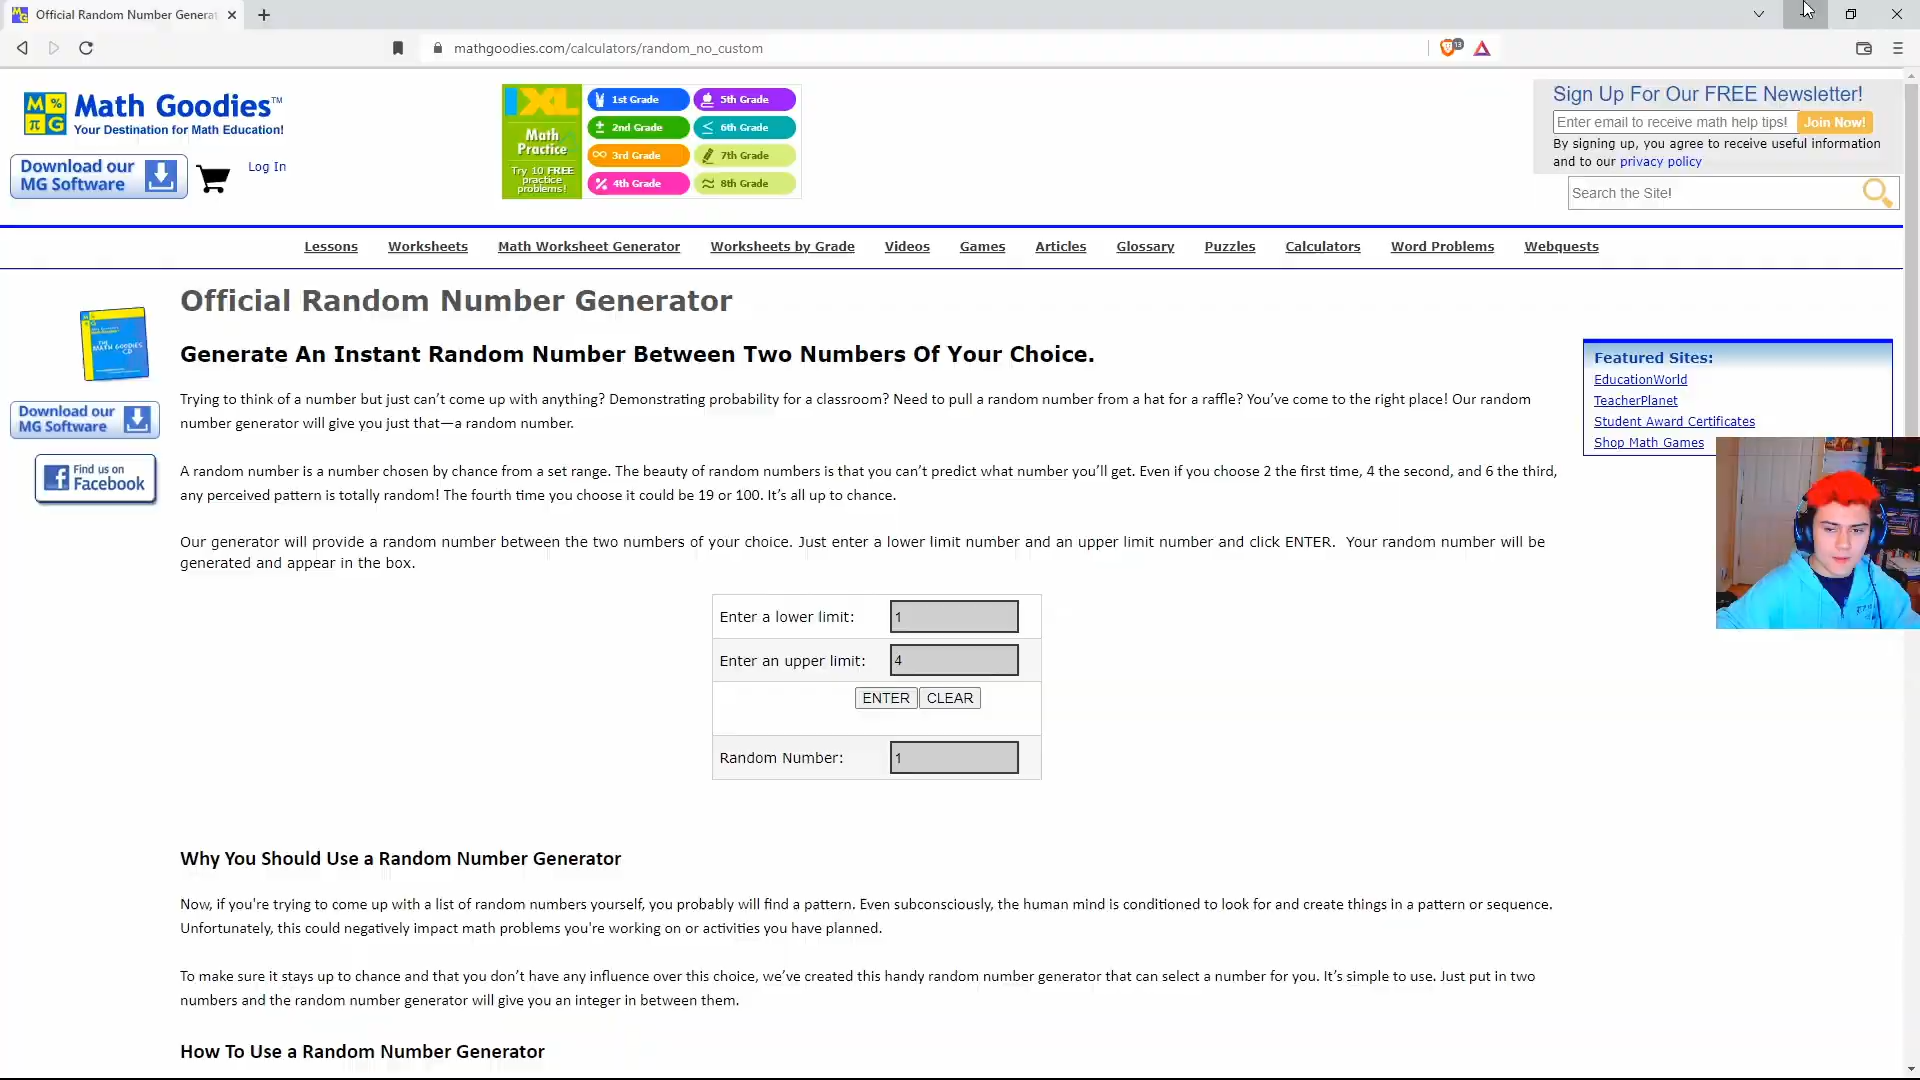 Official Random Number Generat
mathgoodies.com/calculators/random_no_custom
13
M % π G
Math Goodies™
Your Destination for Math Education!
Download our
MG Software
Log In
IXL
Math
Practice
Try 10 FREE
practice
problems!
1st Grade
5th Grade
2nd Grade
6th Grade
3rd Grade
7th Grade
4th Grade
8th Grade
Sign Up For Our FREE Newsletter!
Enter email to receive math help tips!
Join Now!
By signing up, you agree to receive useful information
and to our privacy policy
Search the Site!
Lessons
Worksheets
Math Worksheet Generator
Worksheets by Grade
Videos
Games
Articles
Glossary
Puzzles
Calculators
Word Problems
Webquests
Official Random Number Generator
THE
MATH GOODIES
CD
Download our
MG Software
Find us on
Facebook
Generate An Instant Random Number Between Two Numbers Of Your Choice.
Trying to think of a number but just can’t come up with anything? Demonstrating probability for a classroom? Need to pull a random number from a hat for a raffle? You’ve come to the right place! Our random
number generator will give you just that—a random number.
A random number is a number chosen by chance from a set range. The beauty of random numbers is that you can’t predict what number you’ll get. Even if you choose 2 the first time, 4 the second, and 6 the third,
any perceived pattern is totally random! The fourth time you choose it could be 19 or 100. It’s all up to chance.
Our generator will provide a random number between the two numbers of your choice. Just enter a lower limit number and an upper limit number and click ENTER.  Your random number will be
generated and appear in the box.
Featured Sites:
EducationWorld
TeacherPlanet
Student Award Certificates
Shop Math Games
Enter a lower limit: 1
Enter an upper limit: 4
ENTER CLEAR
Random Number: 1
Why You Should Use a Random Number Generator
Now, if you're trying to come up with a list of random numbers yourself, you probably will find a pattern. Even subconsciously, the human mind is conditioned to look for and create things in a pattern or sequence.
Unfortunately, this could negatively impact math problems you're working on or activities you have planned.
To make sure it stays up to chance and that you don’t have any influence over this choice, we’ve created this handy random number generator that can select a number for you. It’s simple to use. Just put in two
numbers and the random number generator will give you an integer in between them.
How To Use a Random Number Generator